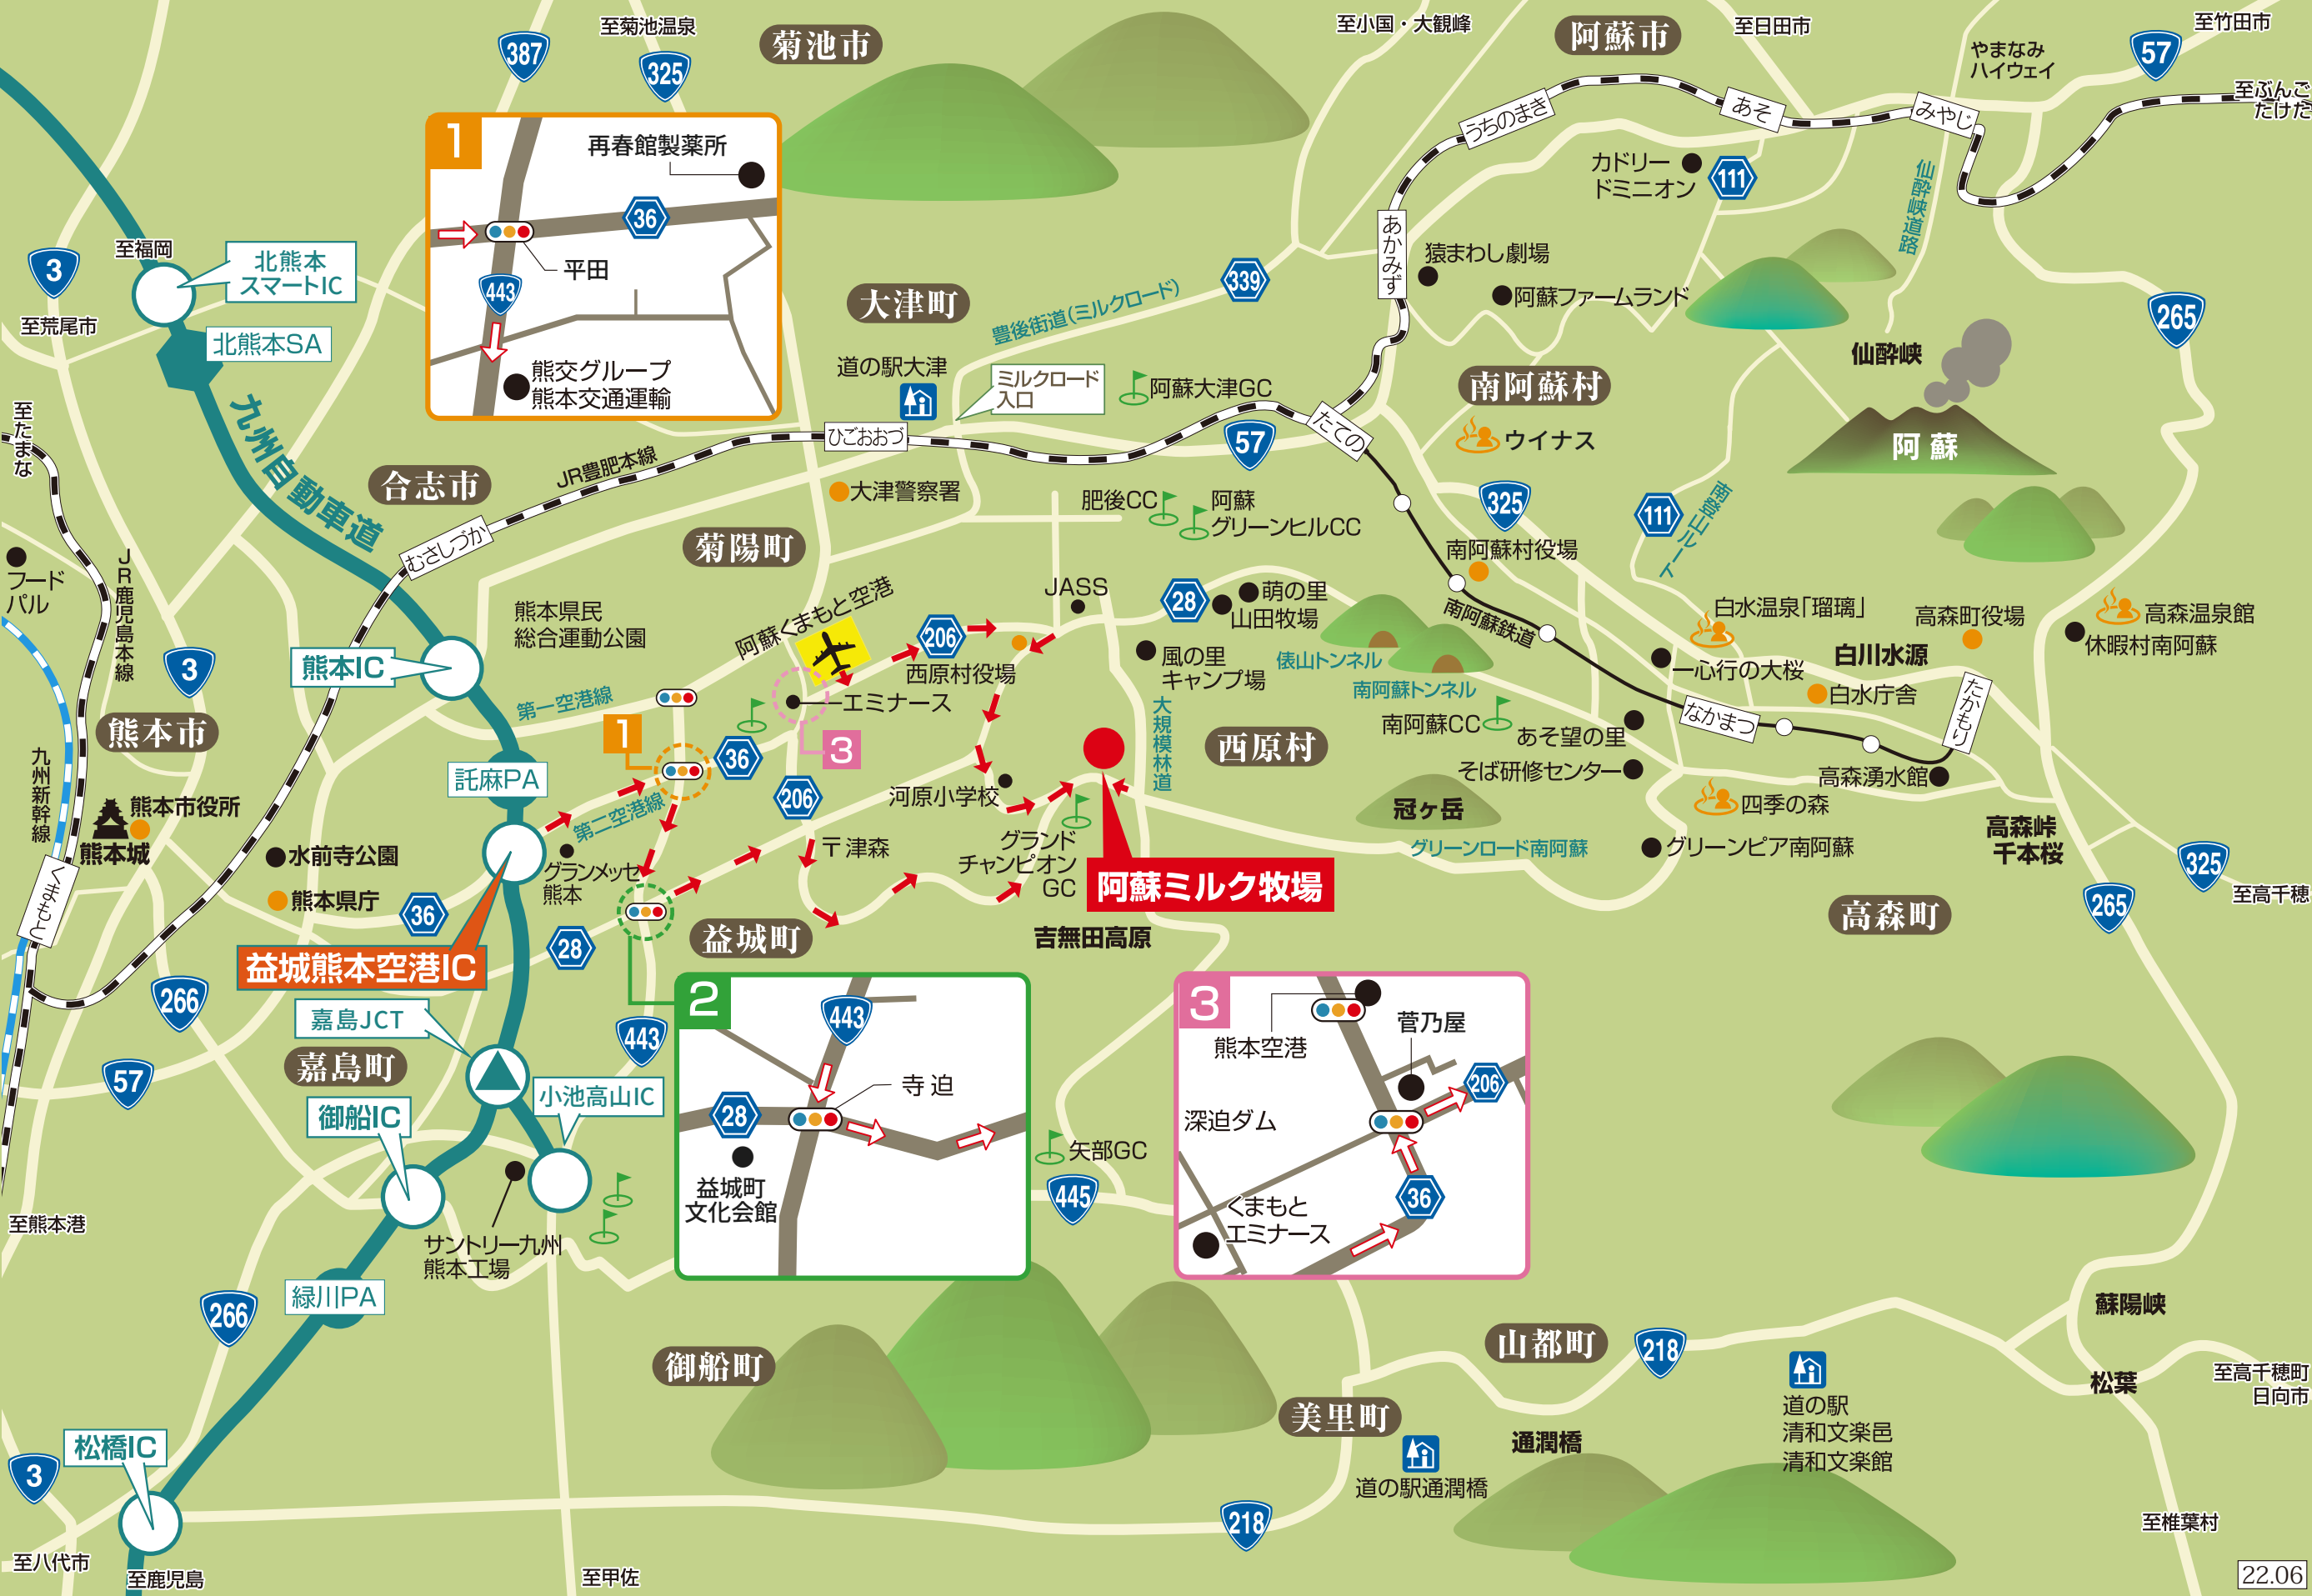 至菊池温泉
387
325
菊池市
至小国・大観峰
阿蘇市
至日田市
至竹田市
やまなみ
ハイウェイ
57
至ぶんご
たけた
うちのまき
あそ
みやじ
カドリー
ドミニオン
111
仙酔峡道路
1
再春館製薬所
36
平田
443
熊交グループ
熊本交通運輸
至福岡
3
北熊本
スマートIC
至荒尾市
北熊本SA
九州自動車道
至たまな
大津町
豊後街道(ミルクロード)
339
あかみず
猿まわし劇場
阿蘇ファームランド
265
仙酔峡
阿蘇
道の駅大津
ミルクロード
入口
阿蘇大津GC
南阿蘇村
ウイナス
57
たての
ひごおおづ
JR豊肥本線
合志市
むさしづか
大津警察署
菊陽町
肥後CC
阿蘇
グリーンヒルCC
325
111
南登山ルート
南阿蘇村役場
フード
パル
JR鹿児島本線
3
熊本県民
総合運動公園
熊本IC
阿蘇くまもと空港
206
JASS
28
萌の里
山田牧場
南阿蘇鉄道
白水温泉「瑠璃」
高森町役場
高森温泉館
休暇村南阿蘇
西原村役場
風の里
キャンプ場
俵山トンネル
南阿蘇トンネル
一心行の大桜
白川水源
白水庁舎
第一空港線
エミナース
3
1
36
大規模林道
西原村
南阿蘇CC
あそ望の里
なかまつ
たかもり
熊本市
九州新幹線
託麻PA
第二空港線
206
河原小学校
そば研修センター
高森湧水館
四季の森
冠ヶ岳
熊本市役所
熊本城
水前寺公園
熊本県庁
グランメッセ
熊本
〒津森
グランド
チャンピオン
GC
阿蘇ミルク牧場
グリーンロード南阿蘇
グリーンピア南阿蘇
高森峠
千本桜
325
至高千穂
265
高森町
くまもと
36
28
益城町
吉無田高原
益城熊本空港IC
266
嘉島JCT
嘉島町
57
443
小池高山IC
御船IC
2
443
28
寺迫
益城町
文化会館
3
熊本空港
菅乃屋
206
深迫ダム
36
くまもと
エミナース
矢部GC
445
至熊本港
サントリー九州
熊本工場
緑川PA
266
御船町
山都町
218
蘇陽峡
松葉
至高千穂町
日向市
美里町
道の駅通潤橋
通潤橋
道の駅
清和文楽邑
清和文楽館
松橋IC
3
218
至椎葉村
至八代市
至鹿児島
至甲佐
22.06